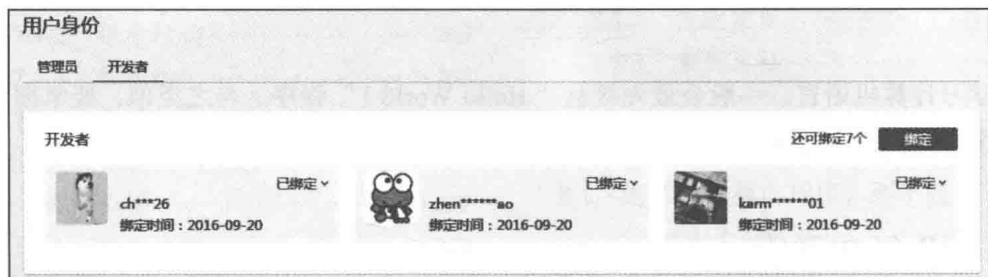 用户身份
管理员 开发者
开发者 还可绑定7个 绑定
已绑定 已绑定 已绑定
ch***26 zhen******ao karm******01
绑定时间：2016-09-20 绑定时间：2016-09-20 绑定时间：2016-09-20